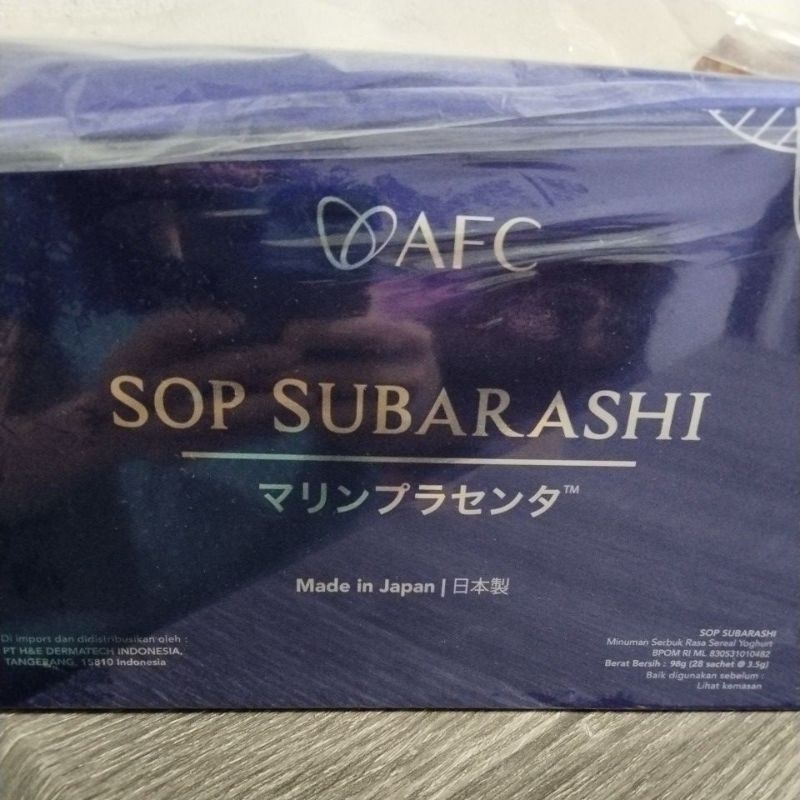 AFC
SOP SUBARASHI
マリンプラセンタ™
Made in Japan | 日本製
Di import dan didistribusikan oleh :
PT H&E DERMATECH INDONESIA,
TANGERANG, 15810 Indonesia
SOP SUBARASHI
Minuman Serbuk Rasa Sereal Yoghurt
BPOM RI ML 830531010482
Berat Bersih : 98g (28 sachet @ 3.5g)
Baik digunakan sebelum :
Lihat kemasan